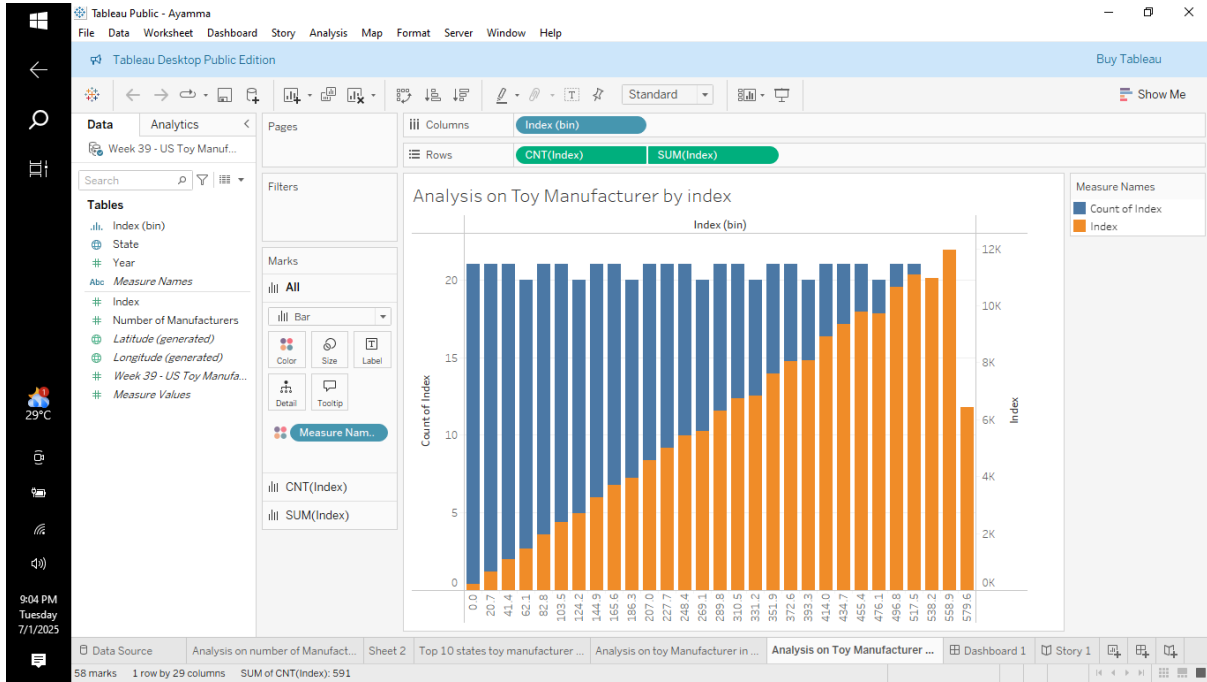 Tableau Public - Ayamma
File Data Worksheet Dashboard Story Analysis Map Format Server Window Help
Tableau Desktop Public Edition
Buy Tableau
Standard
Show Me
Data Analytics
Week 39 - US Toy Manuf...
Search
Tables
Index (bin)
State
Year
Abc Measure Names
Index
Number of Manufacturers
Latitude (generated)
Longitude (generated)
Week 39 - US Toy Manufa...
Measure Values
Pages
Filters
Marks
All
Bar
Color Size Label
Detail Tooltip
Measure Nam..
CNT(Index)
SUM(Index)
Columns Index (bin)
Rows CNT(Index) SUM(Index)
Analysis on Toy Manufacturer by index
Index (bin)
Count of Index
20
15
10
5
0
12K
10K
8K
6K
4K
2K
0K
Index
0.0 20.7 41.4 62.1 82.8 103.5 124.2 144.9 165.6 186.3 207.0 227.7 248.4 269.1 289.8 310.5 331.2 351.9 372.6 393.3 414.0 434.7 455.4 476.1 496.8 517.5 538.2 558.9 579.6
Measure Names
Count of Index
Index
1
29°C
9:04 PM
Tuesday
7/1/2025
Data Source Analysis on number of Manufact... Sheet 2 Top 10 states toy manufacturer ... Analysis on toy Manufacturer in ... Analysis on Toy Manufacturer ... Dashboard 1 Story 1
58 marks 1 row by 29 columns SUM of CNT(Index): 591